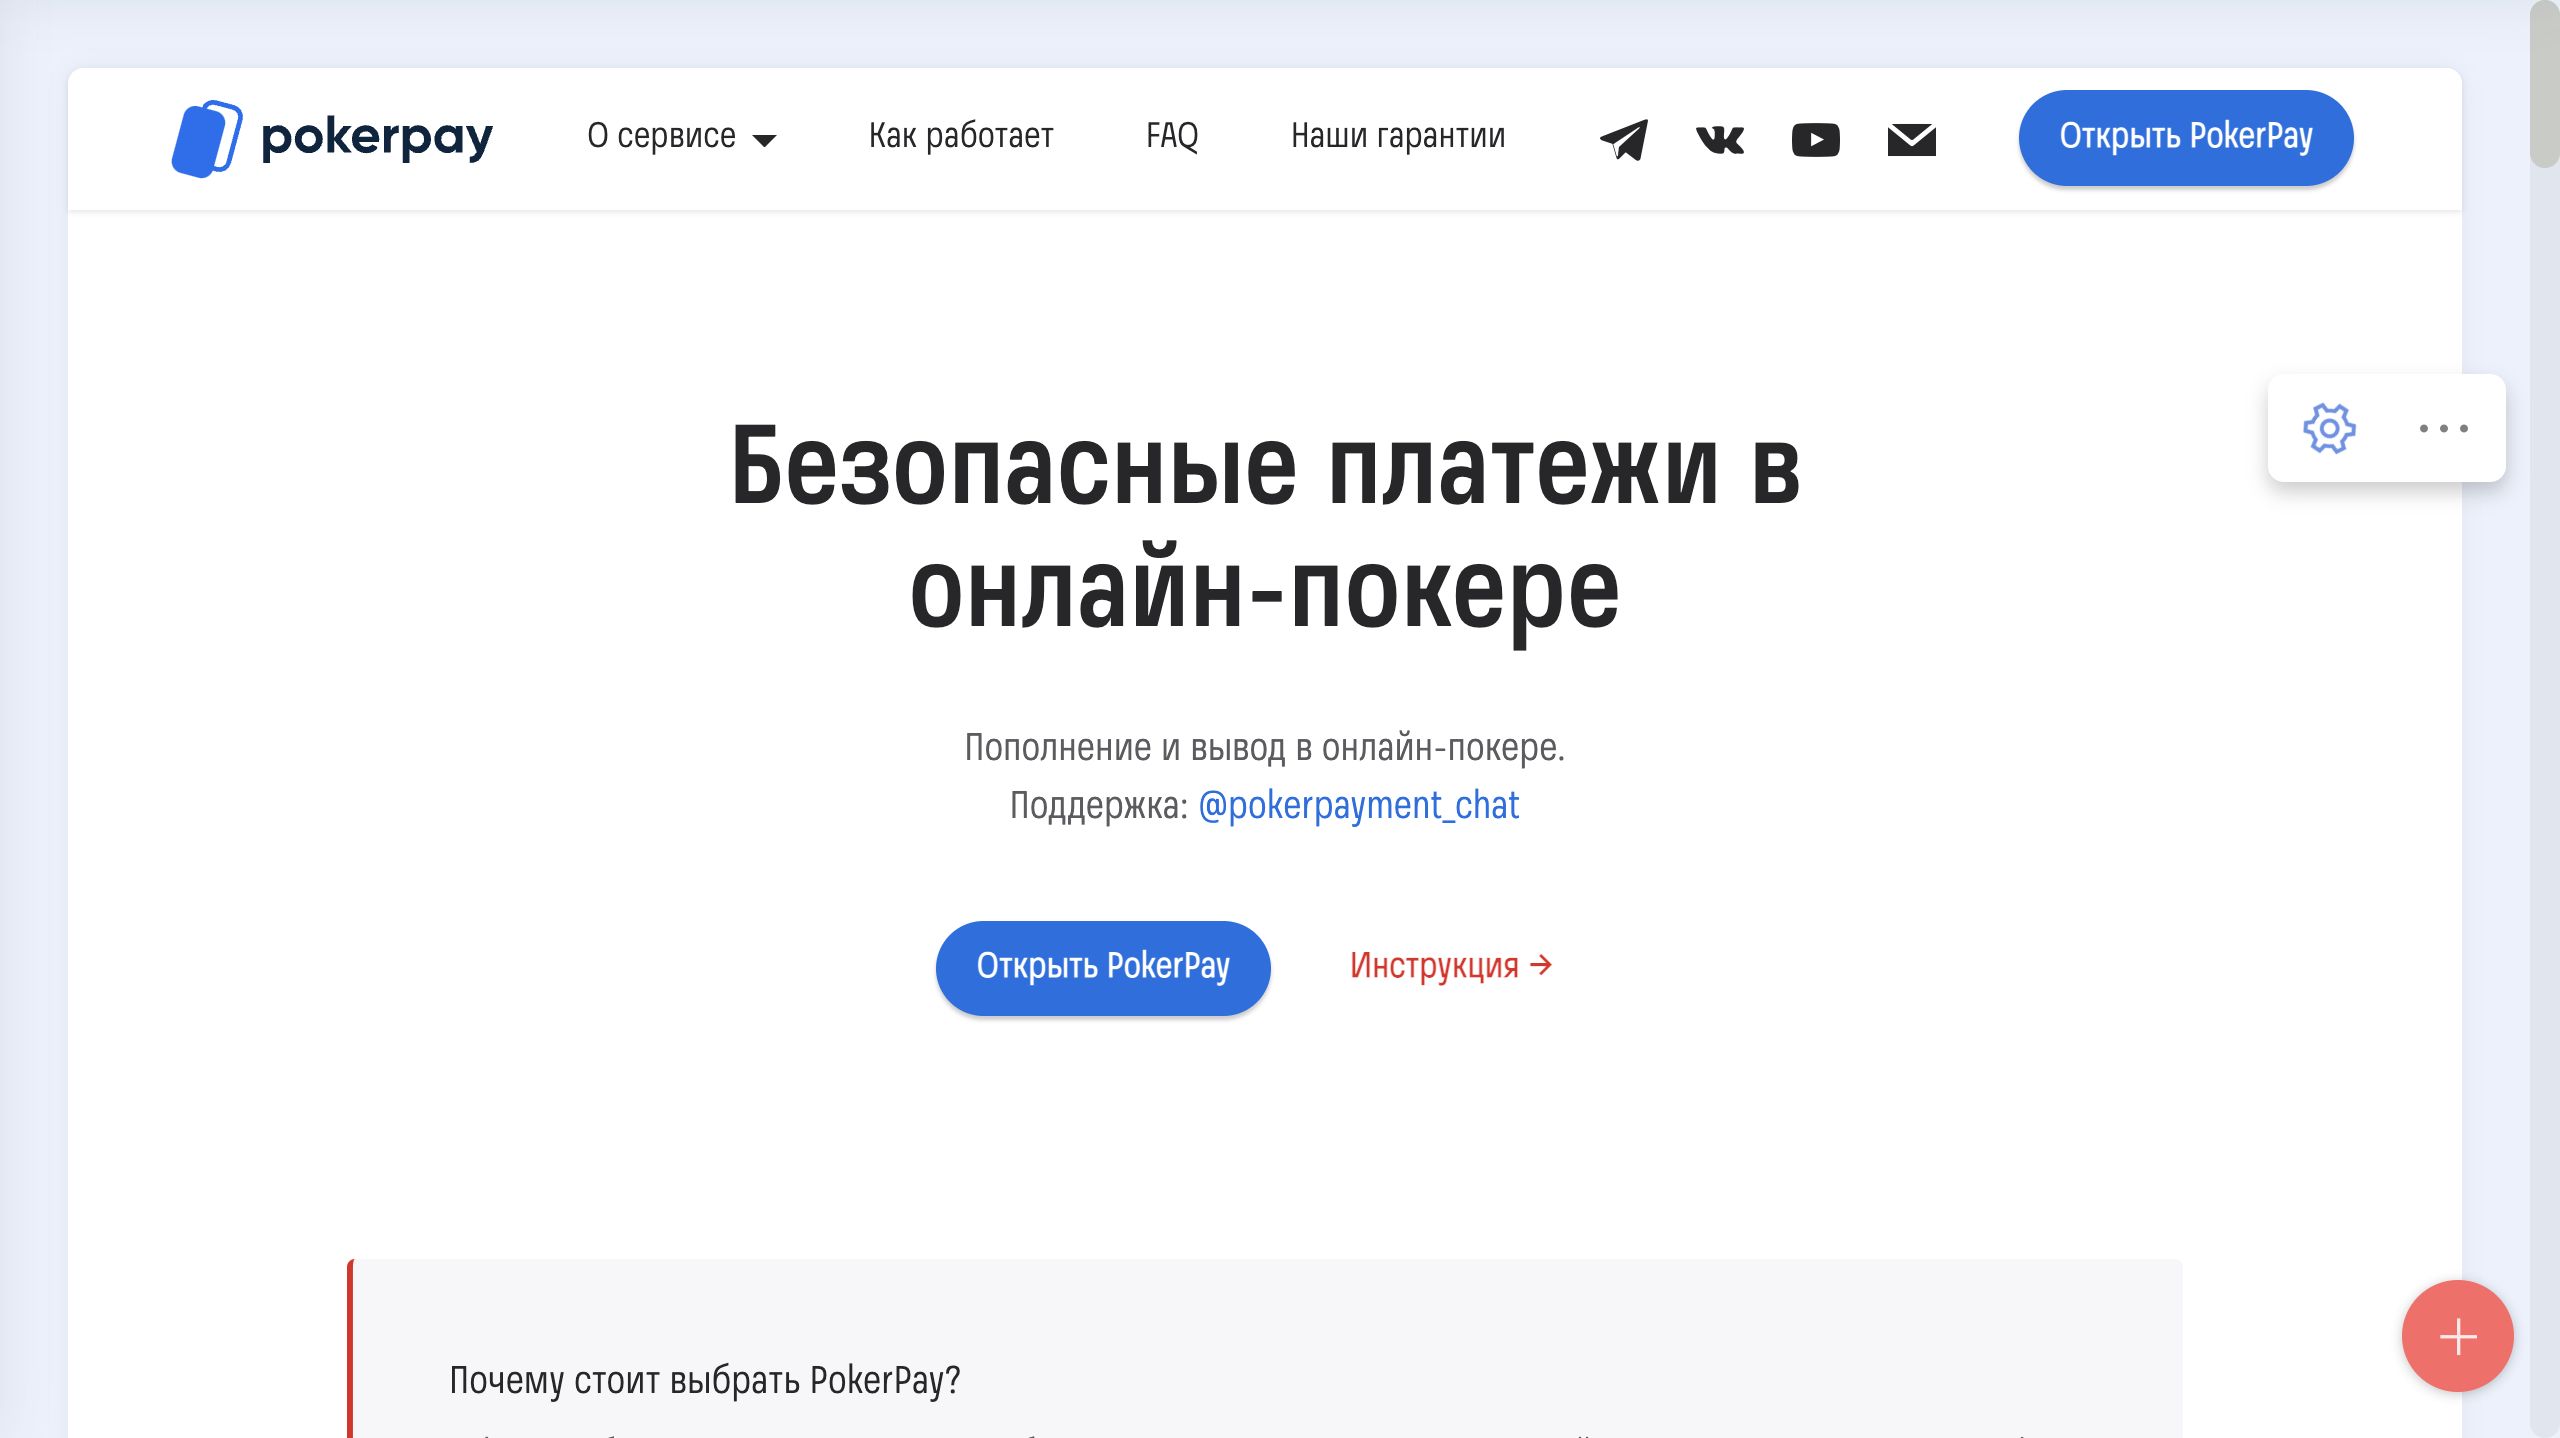 pokerpay
О сервисе
Как работает
FAQ
Наши гарантии
Открыть PokerPay
Безопасные платежи в
онлайн-покере
Пополнение и вывод в онлайн-покере.
Поддержка: @pokerpayment_chat
Открыть PokerPay
Инструкция →
Почему стоит выбрать PokerPay?